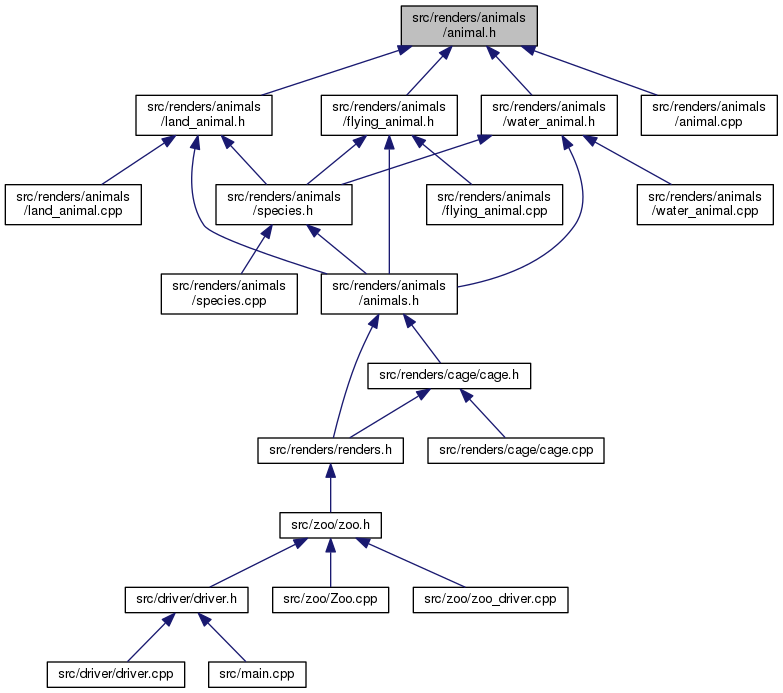 src/renders/animals
/animal.h
src/renders/animals
/land_animal.h
src/renders/animals
/flying_animal.h
src/renders/animals
/water_animal.h
src/renders/animals
/animal.cpp
src/renders/animals
/land_animal.cpp
src/renders/animals
/species.h
src/renders/animals
/flying_animal.cpp
src/renders/animals
/water_animal.cpp
src/renders/animals
/species.cpp
src/renders/animals
/animals.h
src/renders/cage/cage.h
src/renders/renders.h
src/renders/cage/cage.cpp
src/zoo/zoo.h
src/driver/driver.h
src/zoo/Zoo.cpp
src/zoo/zoo_driver.cpp
src/driver/driver.cpp
src/main.cpp